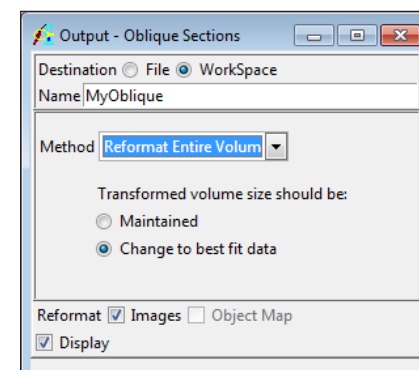 Output - Oblique Sections
Destination File WorkSpace
Name MyOblique
Method Reformat Entire Volum
Transformed volume size should be:
Maintained
Change to best fit data
Reformat Images Object Map
Display